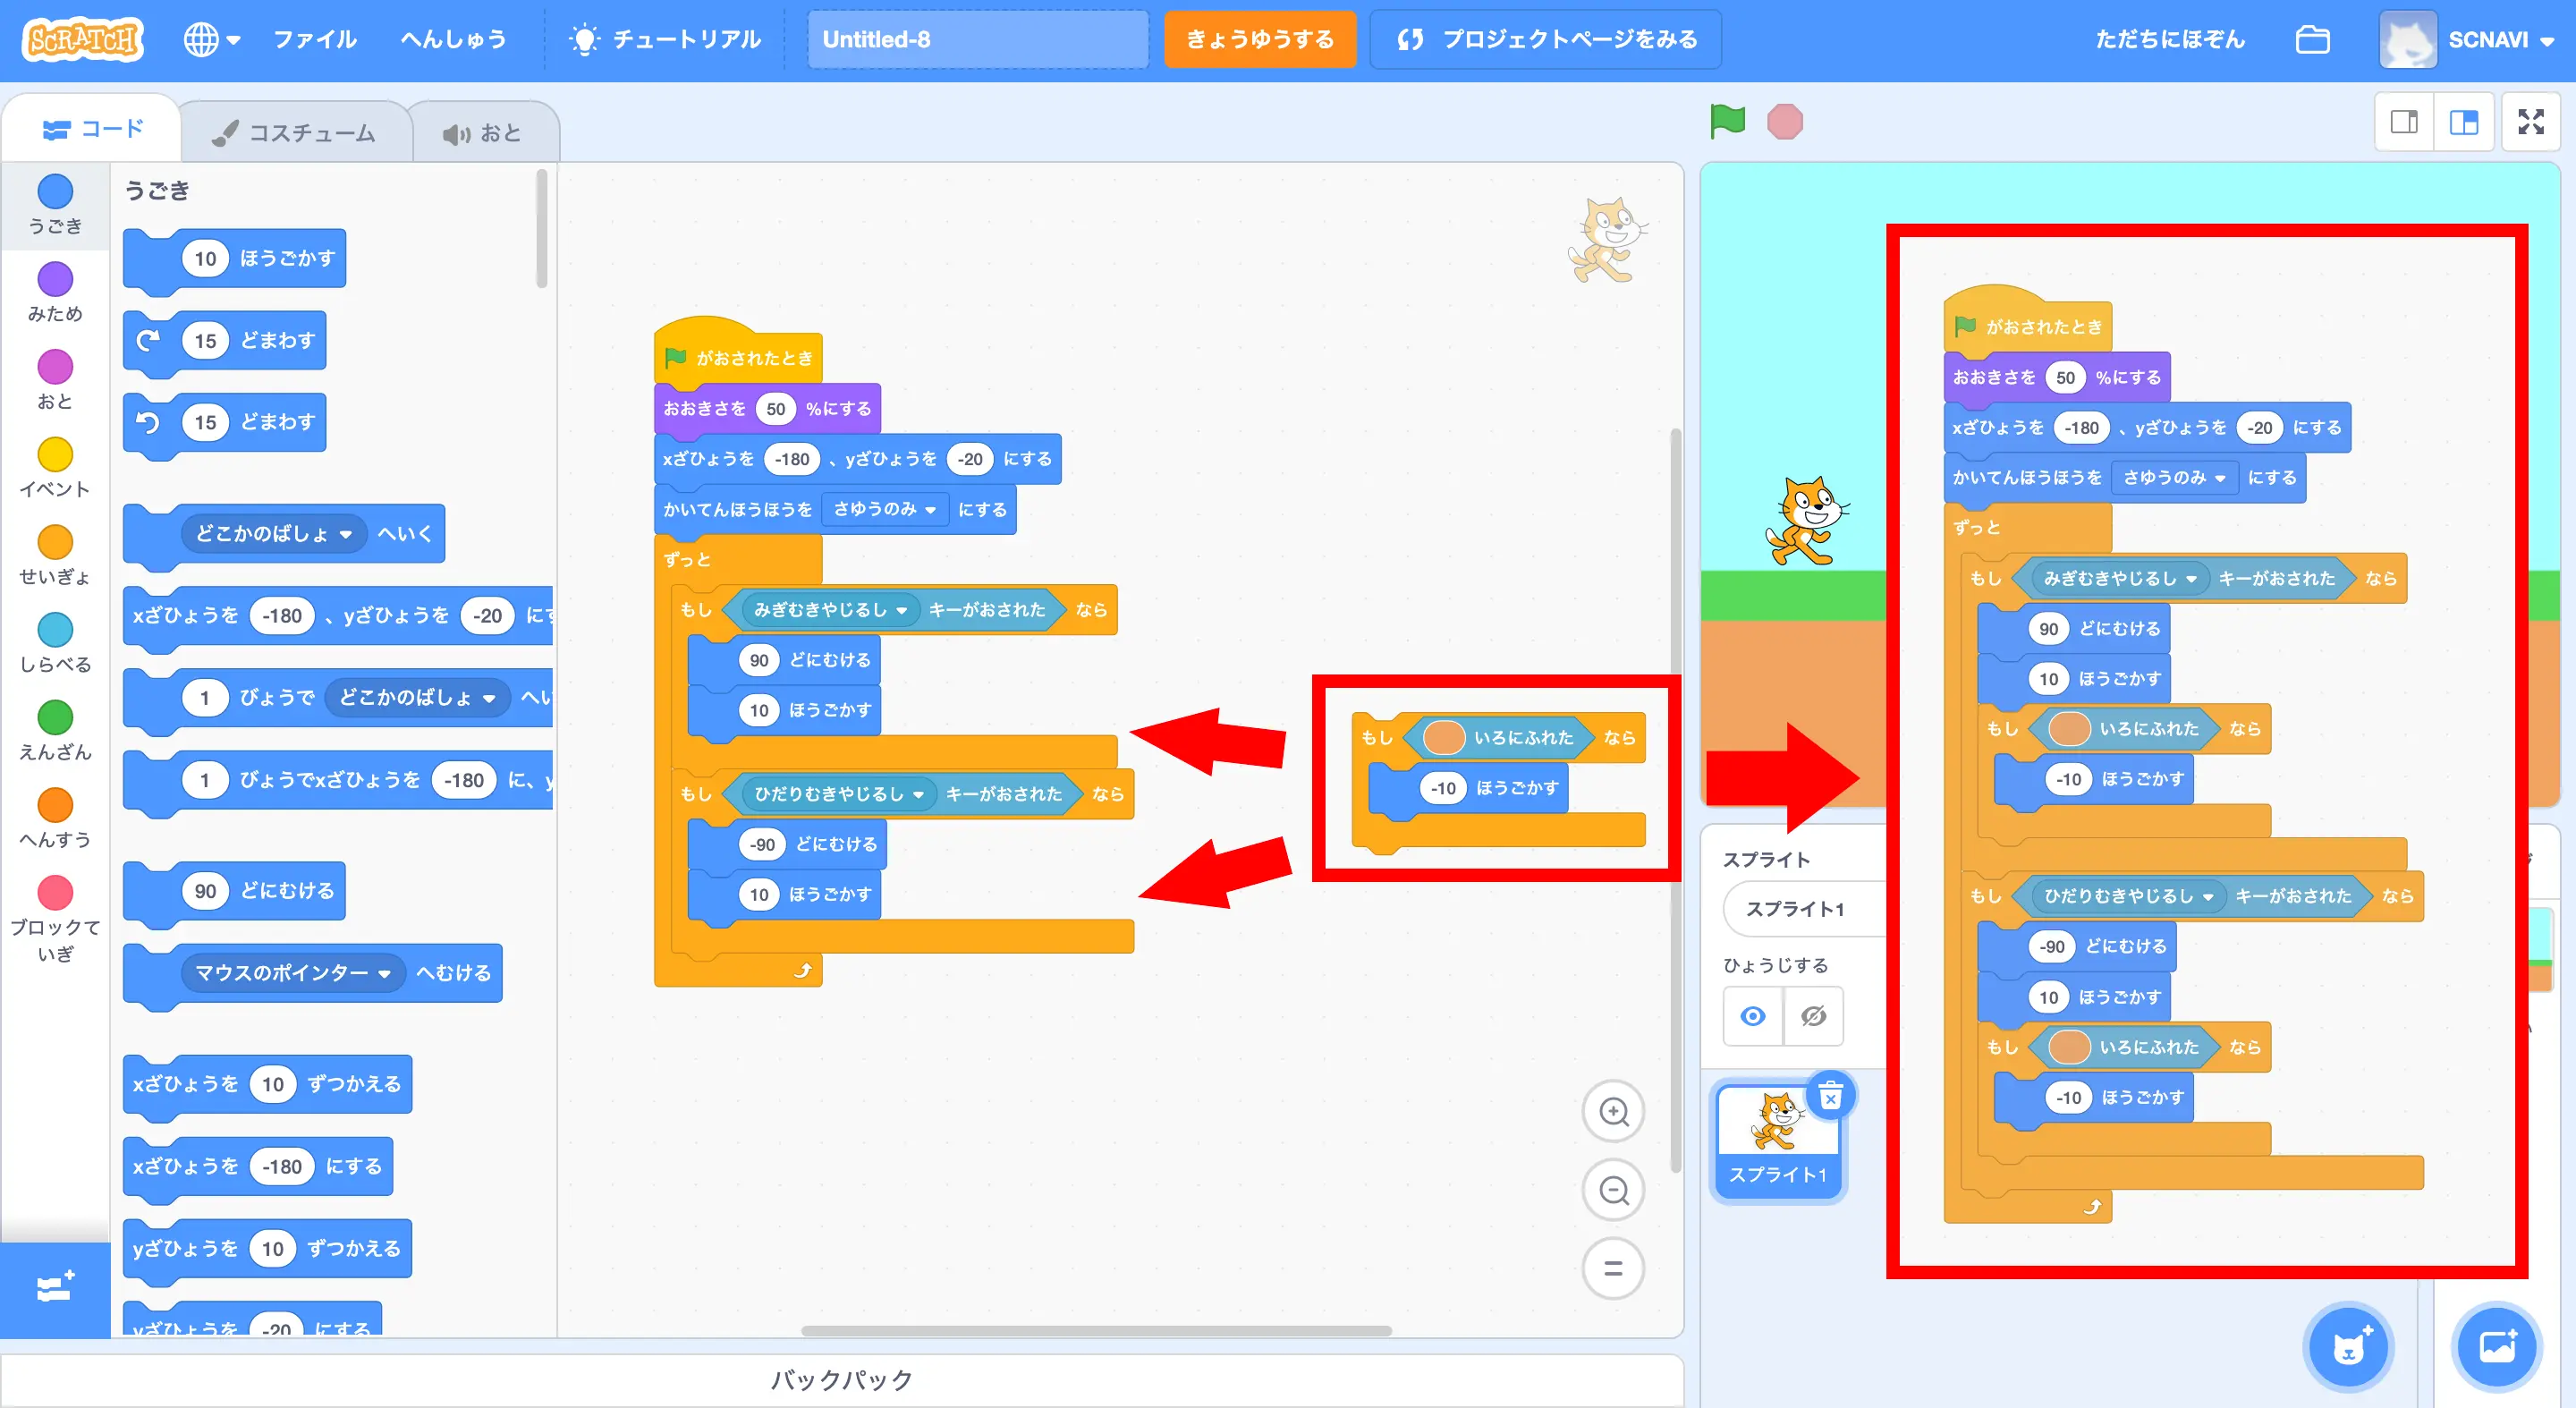 SCRATCH
ファイル
へんしゅう
チュートリアル
Untitled-8
きょうゆうする
プロジェクトページをみる
ただちにほぞん
SCNAVI
コード
コスチューム
おと
うごき
みため
おと
イベント
せいぎょ
しらべる
えんざん
へんすう
ブロックて
いぎ
うごき
10 ほうごかす
15 どまわす
15 どまわす
どこかのばしょ へいく
xざひょうを -180 、yざひょうを -20 にす
1 びょうで どこかのばしょ へい
1 びょうでxざひょうを -180 に、y
90 どにむける
マウスのポインター へむける
xざひょうを 10 ずつかえる
xざひょうを -180 にする
yざひょうを 10 ずつかえる
yざひょうを -20 にする
がおされたとき
おおきさを 50 %にする
xざひょうを -180 、yざひょうを -20 にする
かいてんほうほうを さゆうのみ にする
ずっと
もし みぎむきやじるし キーがおされた なら
90 どにむける
10 ほうごかす
もし ひだりむきやじるし キーがおされた なら
-90 どにむける
10 ほうごかす
もし いろにふれた なら
-10 ほうごかす
がおされたとき
おおきさを 50 %にする
xざひょうを -180 、yざひょうを -20 にする
かいてんほうほうを さゆうのみ にする
ずっと
もし みぎむきやじるし キーがおされた なら
90 どにむける
10 ほうごかす
もし いろにふれた なら
-10 ほうごかす
もし ひだりむきやじるし キーがおされた なら
-90 どにむける
10 ほうごかす
もし いろにふれた なら
-10 ほうごかす
スプライト
スプライト1
ひょうじする
スプライト1
バックパック